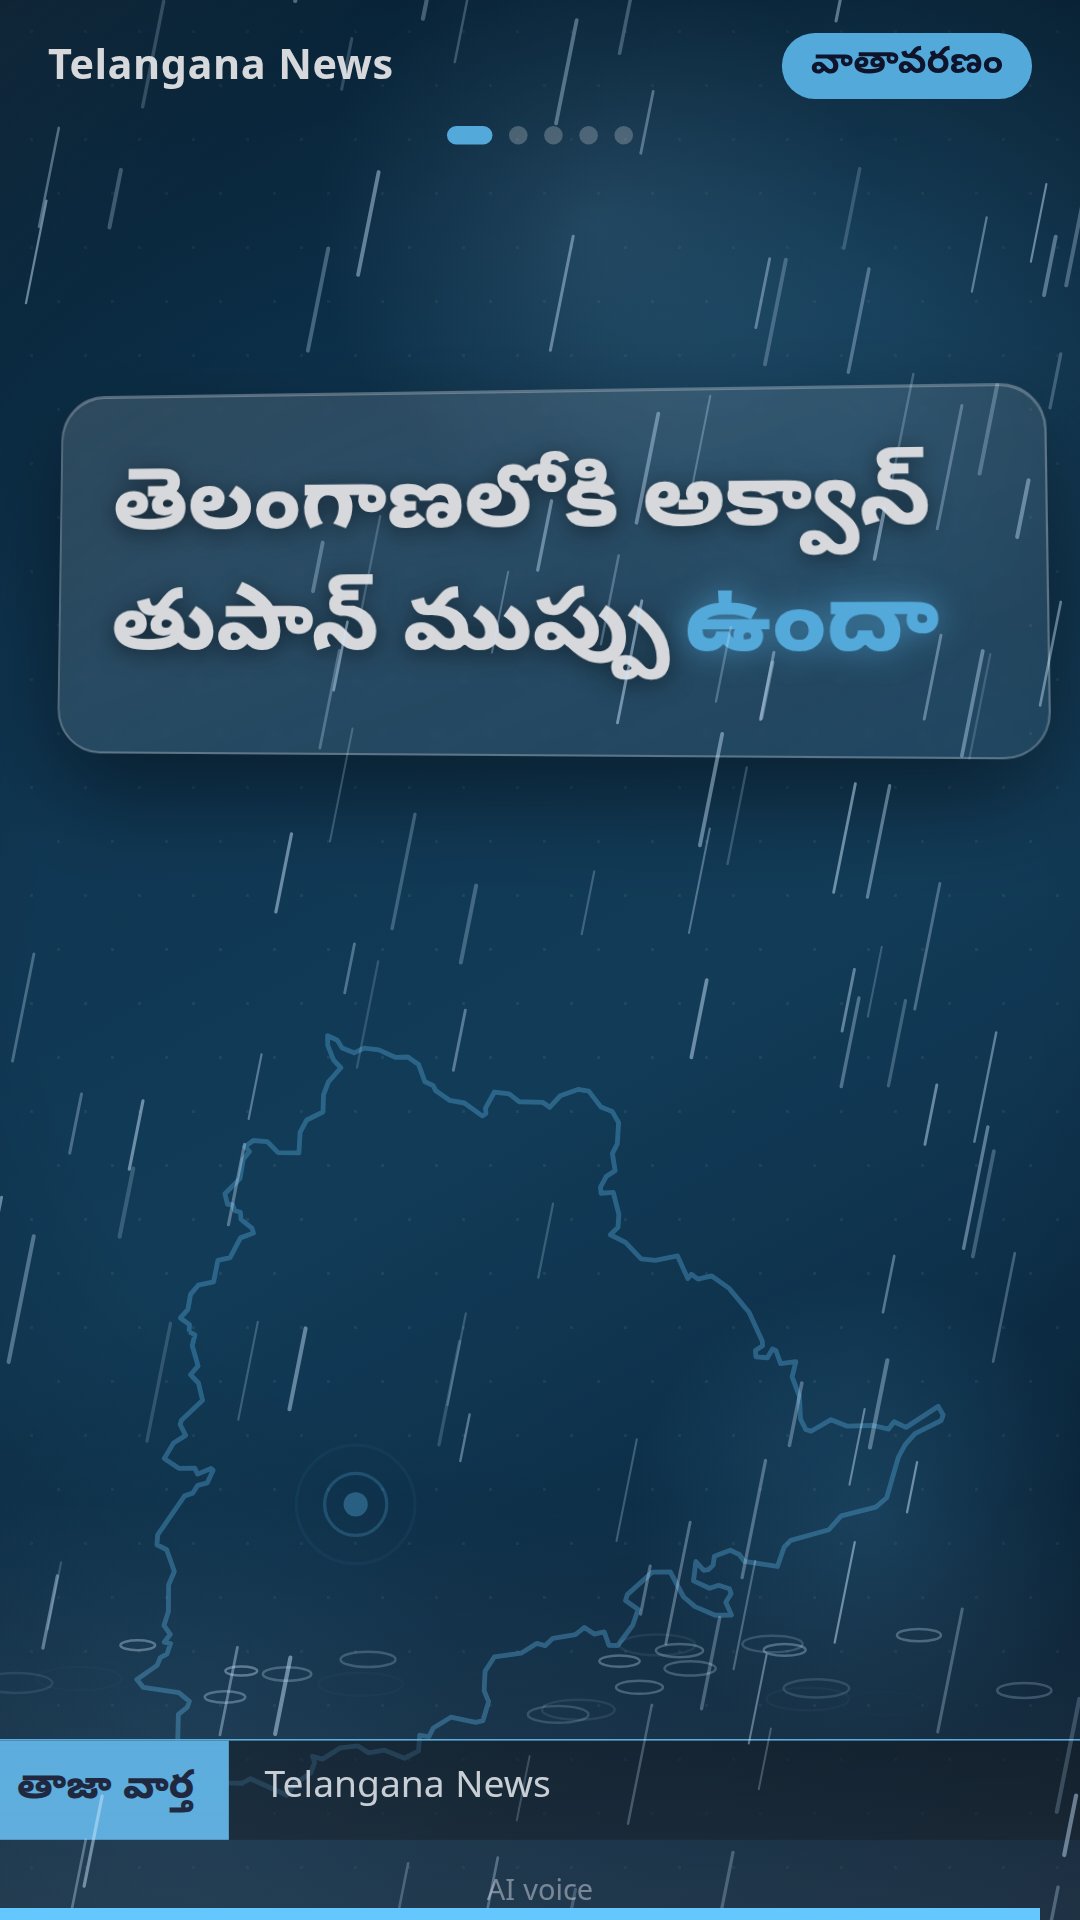 Telangana News
వాతావరణం
తెలంగాణలోకి అక్వాన్
తుపాన్ ముప్పు ఉందా
తాజా వార్త
Telangana News
AI voice